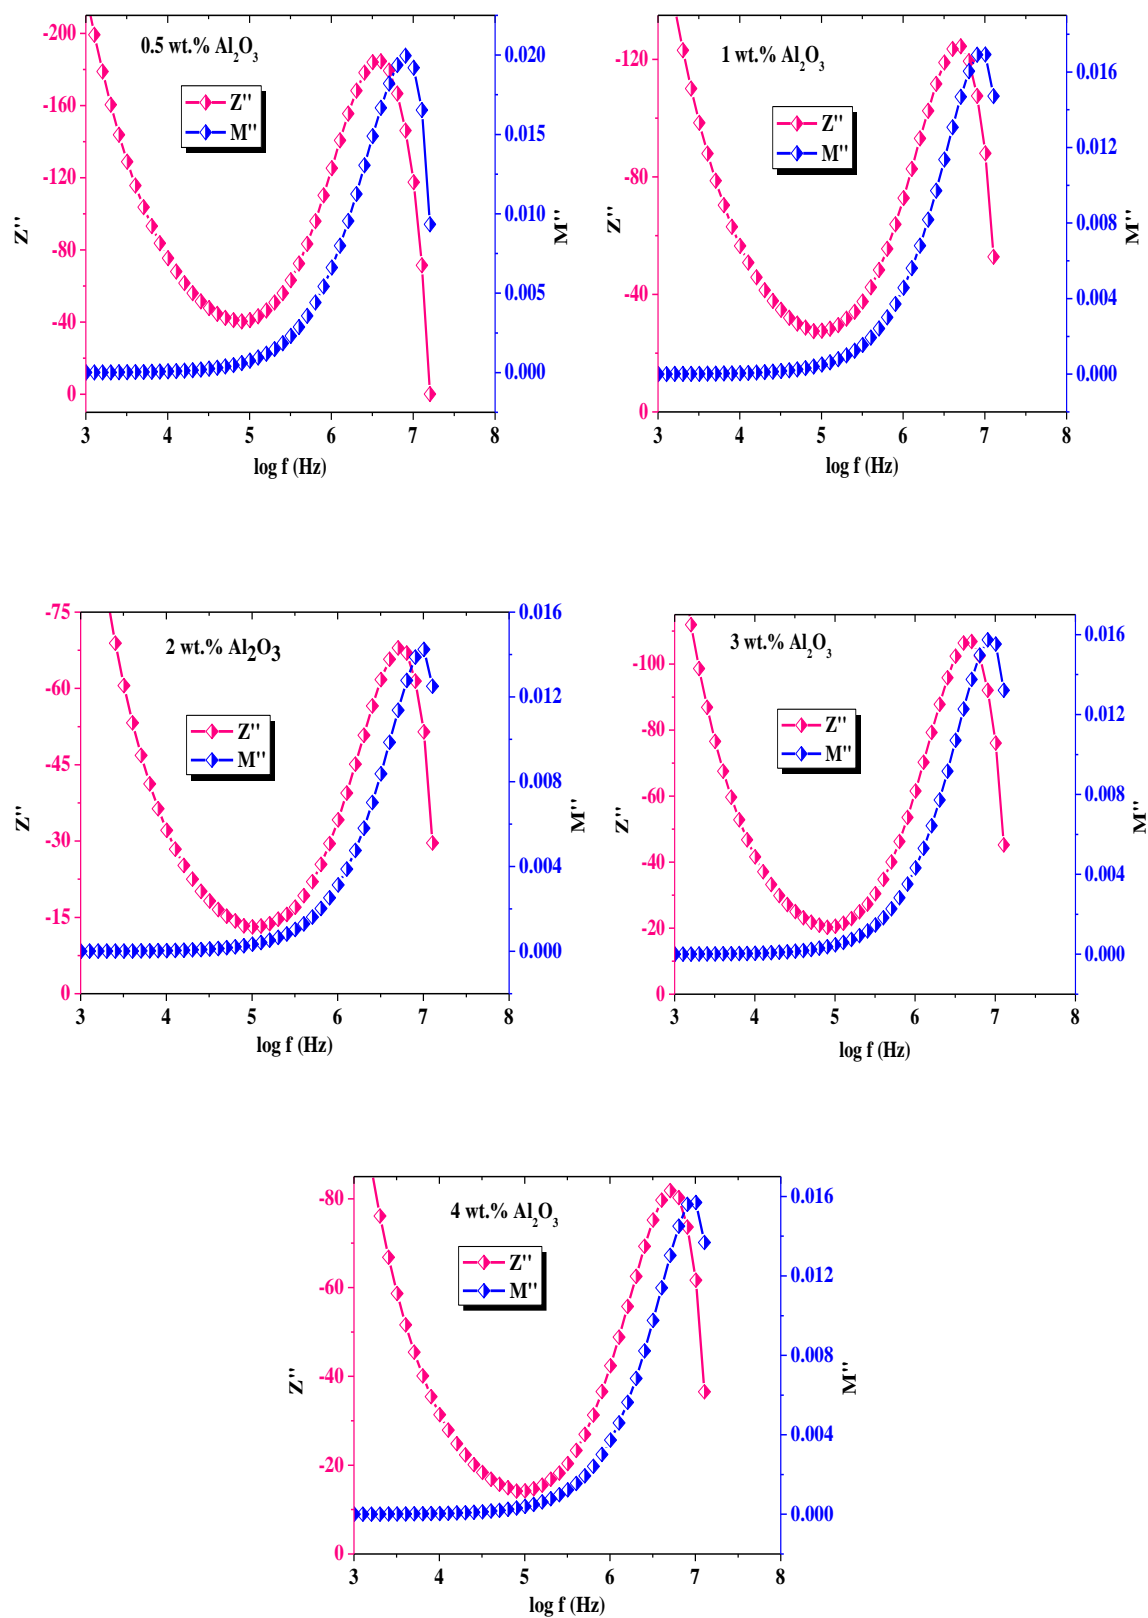 0.5 wt.% Al₂O₃
Z''
M''
-200
-160
-120
-80
-40
0
0.020
0.015
0.010
0.005
0.000
Z''
M''
3 4 5 6 7 8
log f (Hz)
1 wt.% Al₂O₃
Z''
M''
-120
-80
-40
0
0.016
0.012
0.008
0.004
0.000
Z''
M''
3 4 5 6 7 8
log f (Hz)
2 wt.% Al₂O₃
Z''
M''
-75
-60
-45
-30
-15
0
0.016
0.012
0.008
0.004
0.000
Z''
M''
3 4 5 6 7 8
log f (Hz)
3 wt.% Al₂O₃
Z''
M''
-100
-80
-60
-40
-20
0
0.016
0.012
0.008
0.004
0.000
Z''
M''
3 4 5 6 7 8
log f (Hz)
4 wt.% Al₂O₃
Z''
M''
-80
-60
-40
-20
0
0.016
0.012
0.008
0.004
0.000
Z''
M''
3 4 5 6 7 8
log f (Hz)